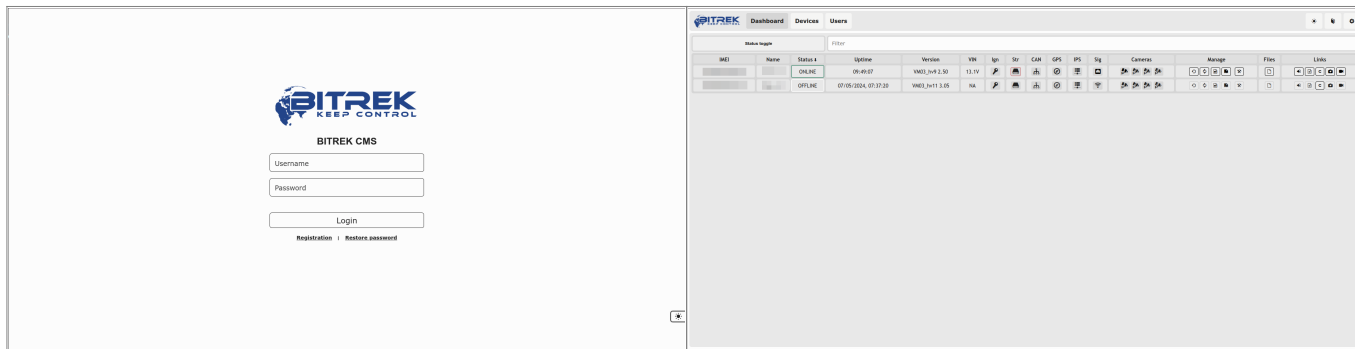 BITREK
KEEP CONTROL
BITREK CMS
Username
Password
Login
Registration | Restore password
BITREK
KEEP CONTROL
Dashboard Devices Users
Status toggle Filter
IMEI Name Status Uptime Version VIN Ign Str CAN GPS IPS Sig Cameras Manage Files Links
ONLINE 09:49:07 VM03_hv9 2.50 13.1V
OFFLINE 07/05/2024, 07:37:20 VM03_hv11 3.05 NA